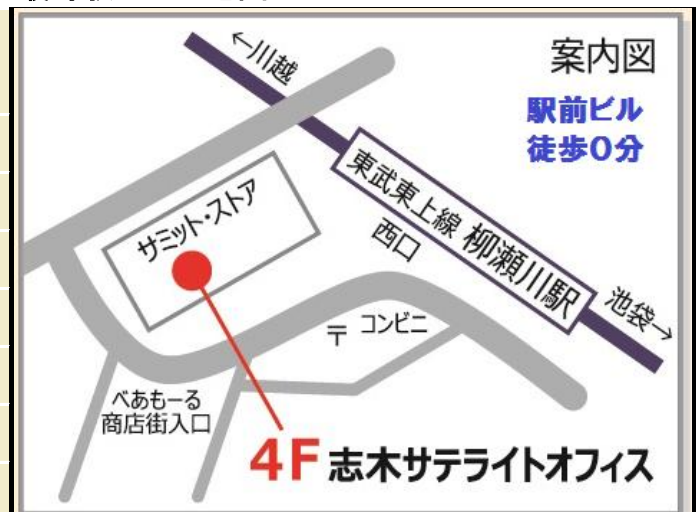 案内図
駅前ビル
徒歩0分
←川越
東武東上線 柳瀬川駅
西口
池袋→
サミット・ストア
〒 コンビニ
ぺあもーる
商店街入口
4F 志木サテライトオフィス